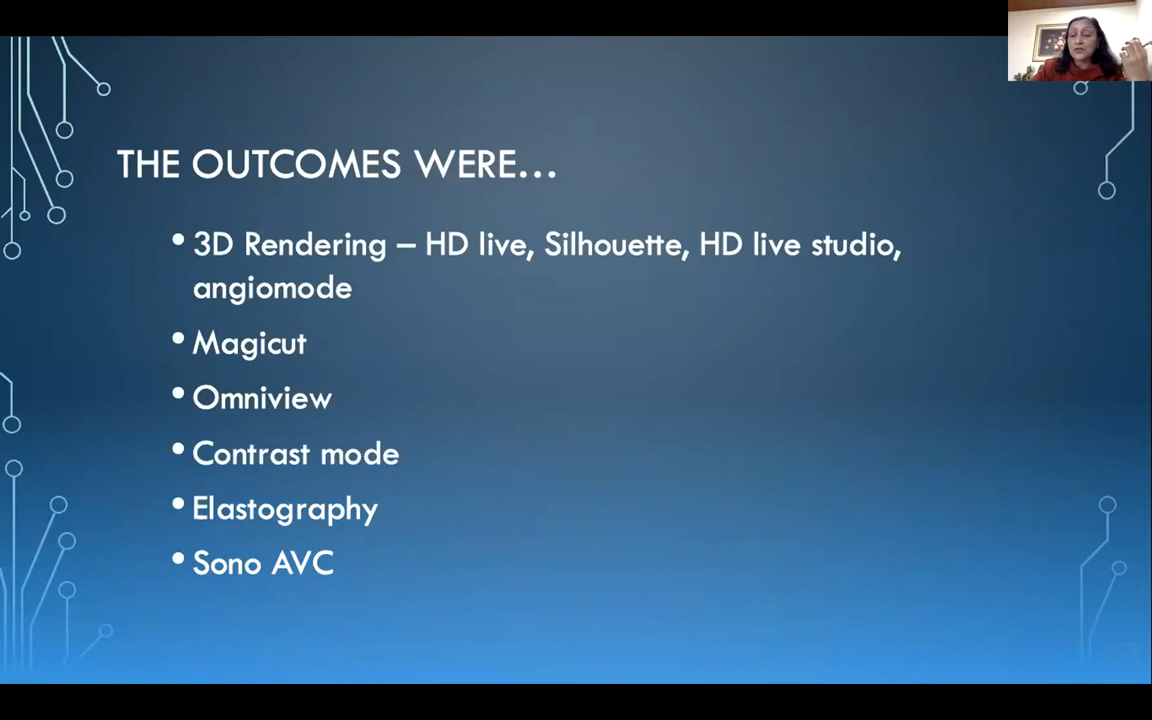 THE OUTCOMES WERE...
• 3D Rendering – HD live, Silhouette, HD live studio,
angiomode
• Magicut
• Omniview
• Contrast mode
• Elastography
• Sono AVC